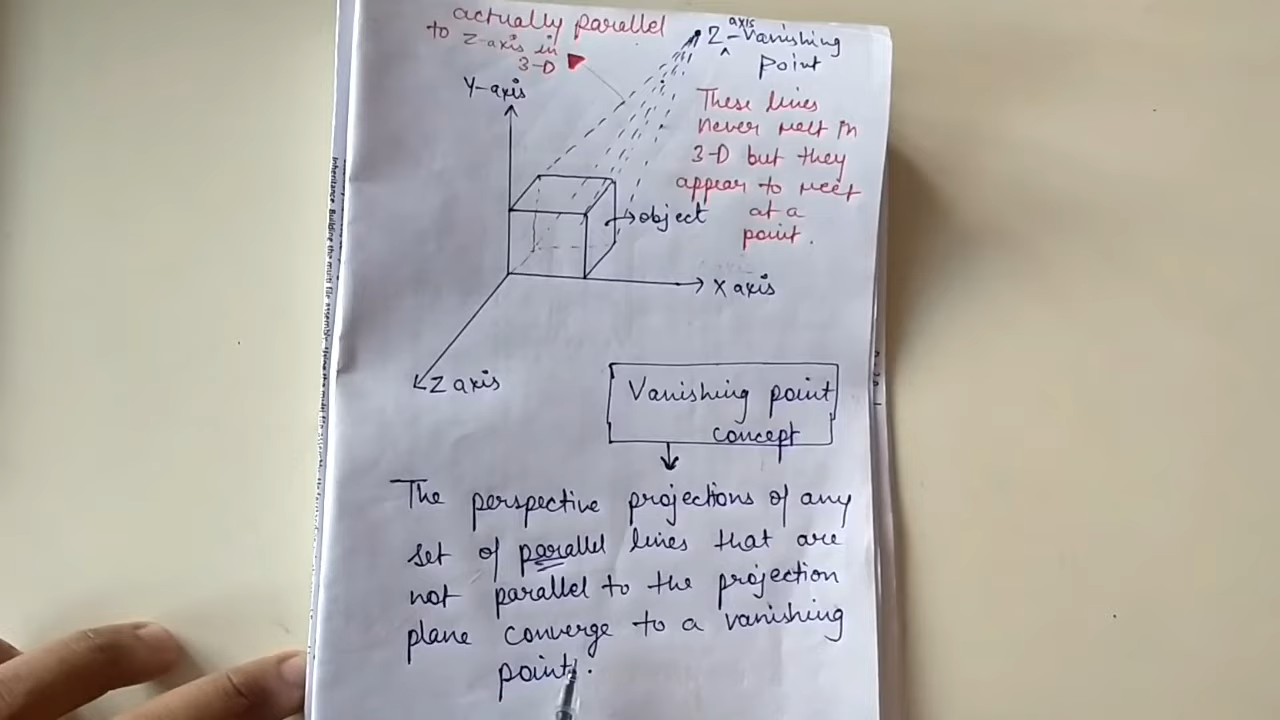 actually parallel
to Z-axis in
3-D
Z-axis Vanishing
Point
Y-axis
These lines
never meet in
3-D but they
appear to meet
at a
point.
object
X axis
Z axis
Vanishing point
concept
The perspective projections of any
set of parallel lines that are
not parallel to the projection
plane converge to a vanishing
point.